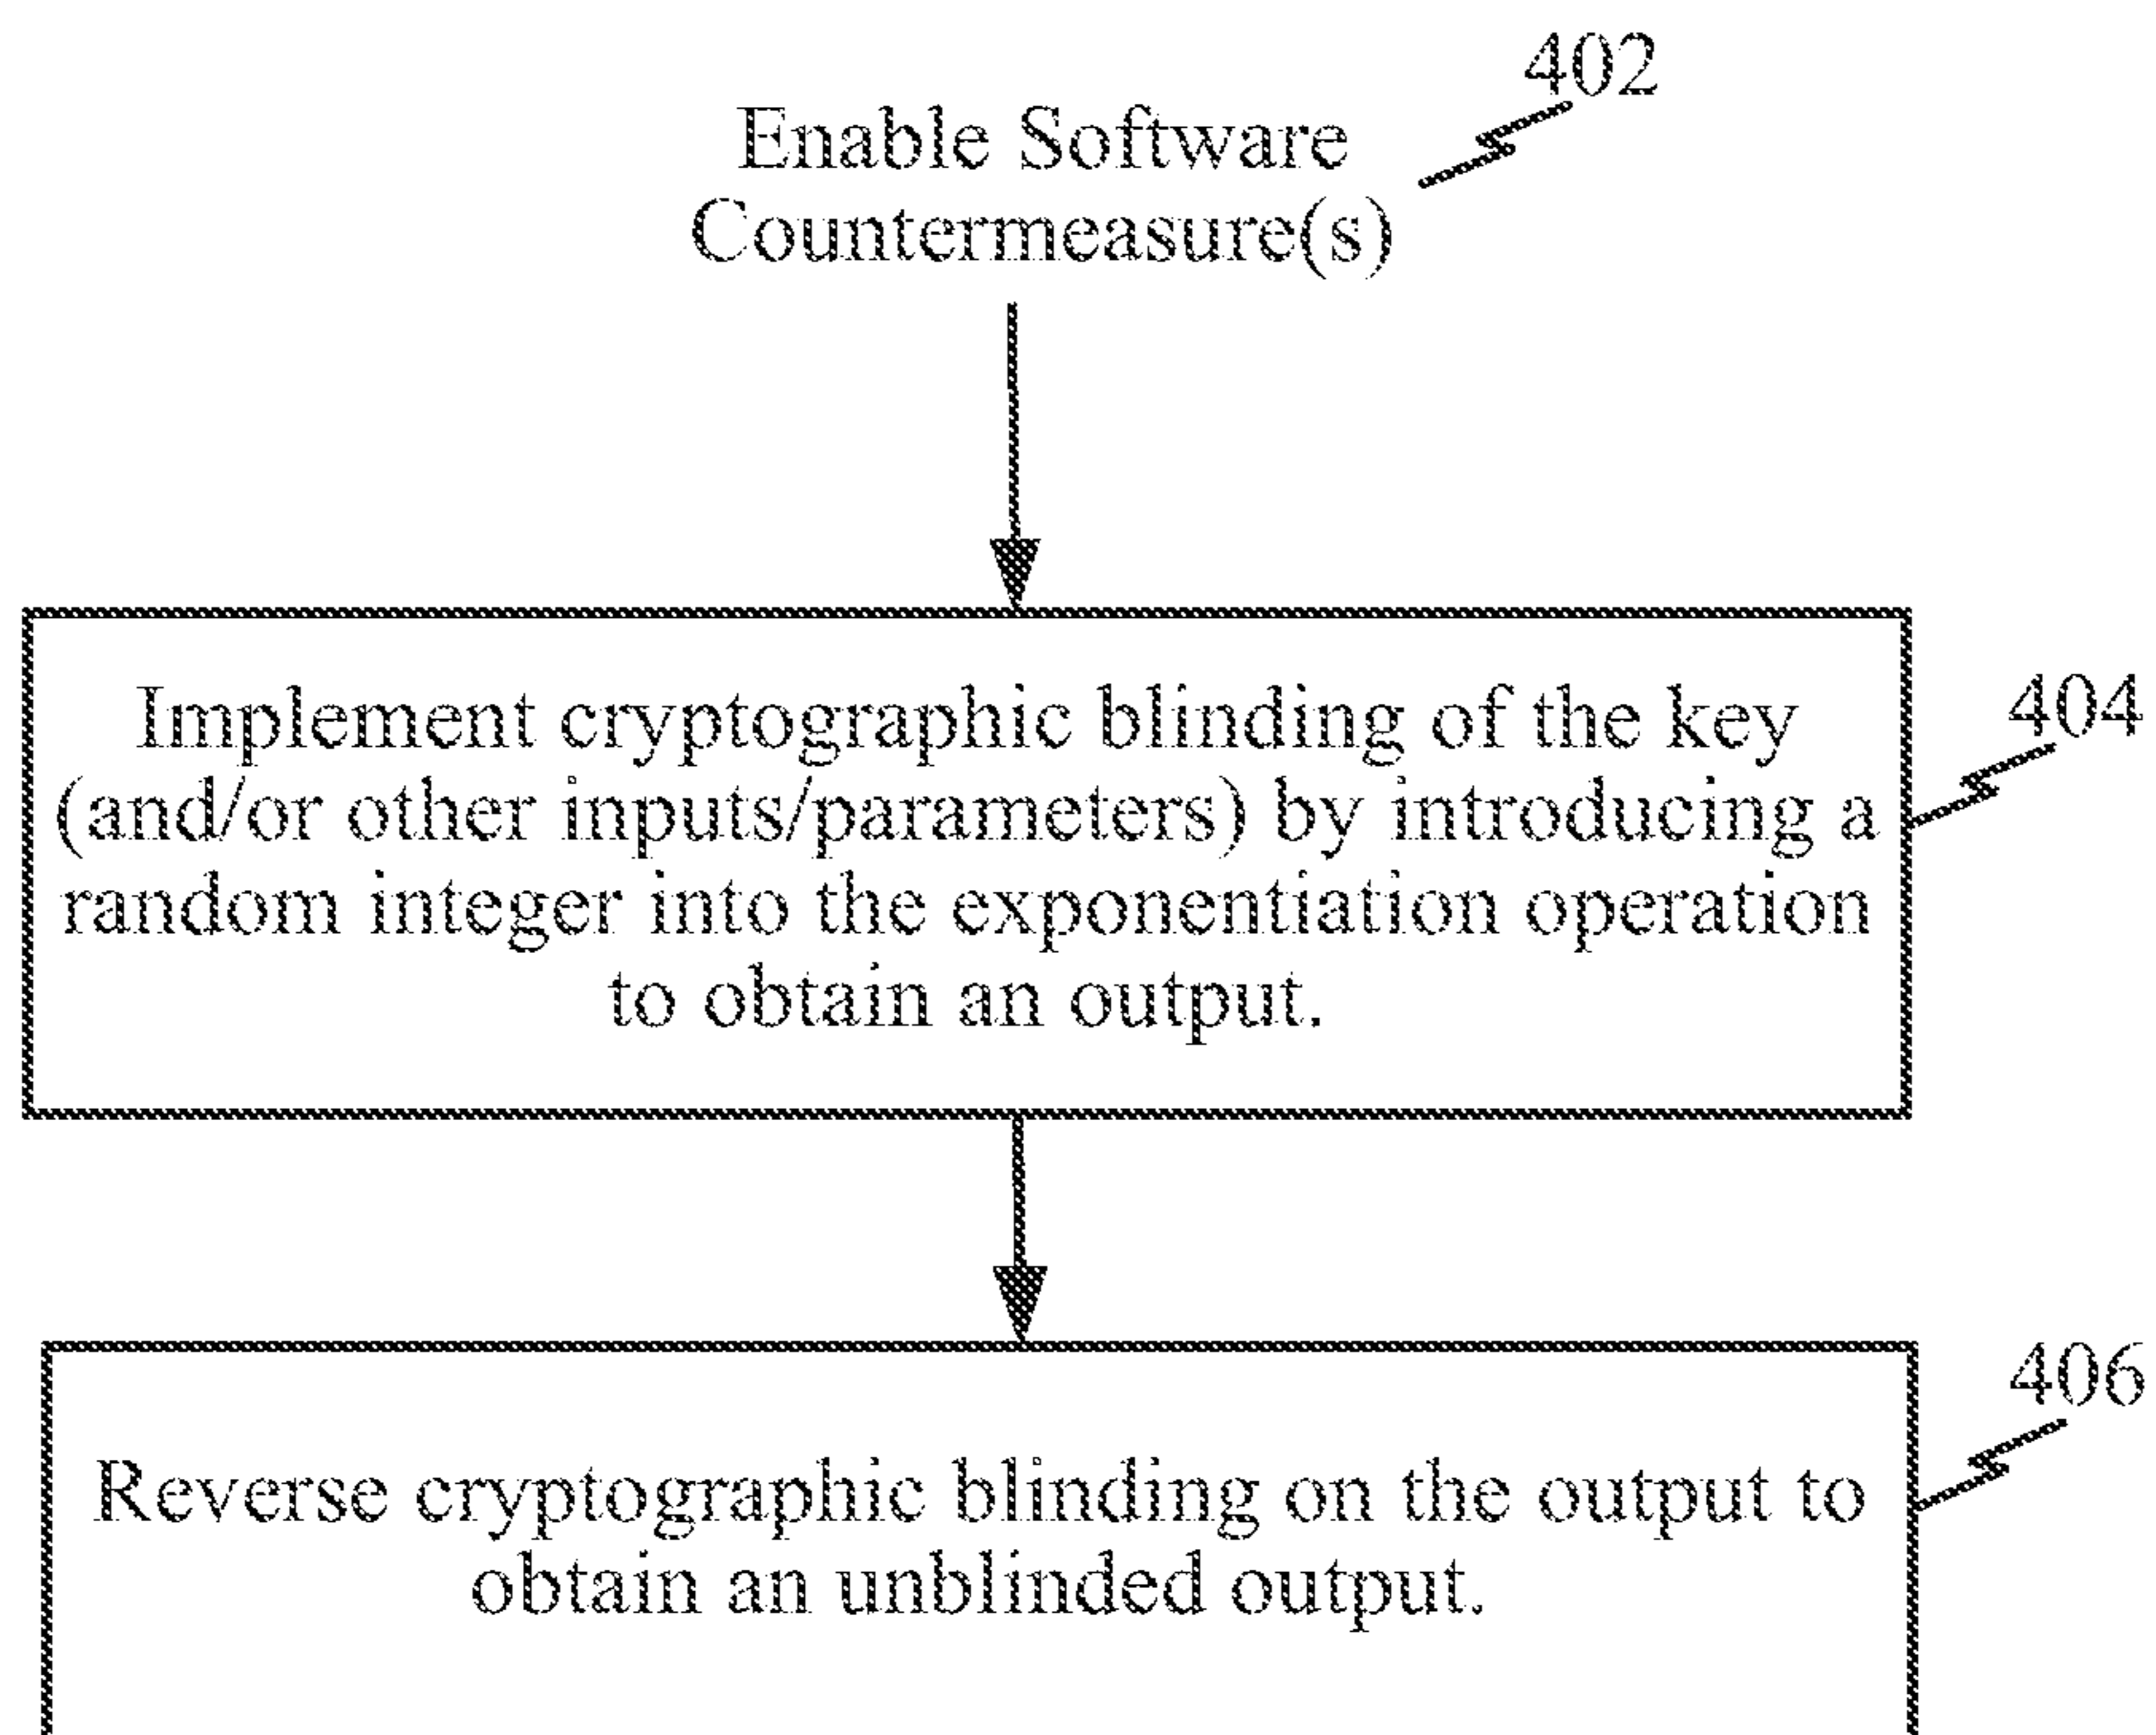 402
Enable Software
Countermeasure(s)
Implement cryptographic blinding of the key
404
(and/or other inputs/parameters) by introducing a
random integer into the exponentiation operation
to obtain an output.
406
Reverse cryptographic blinding on the output to
obtain an unblinded output.